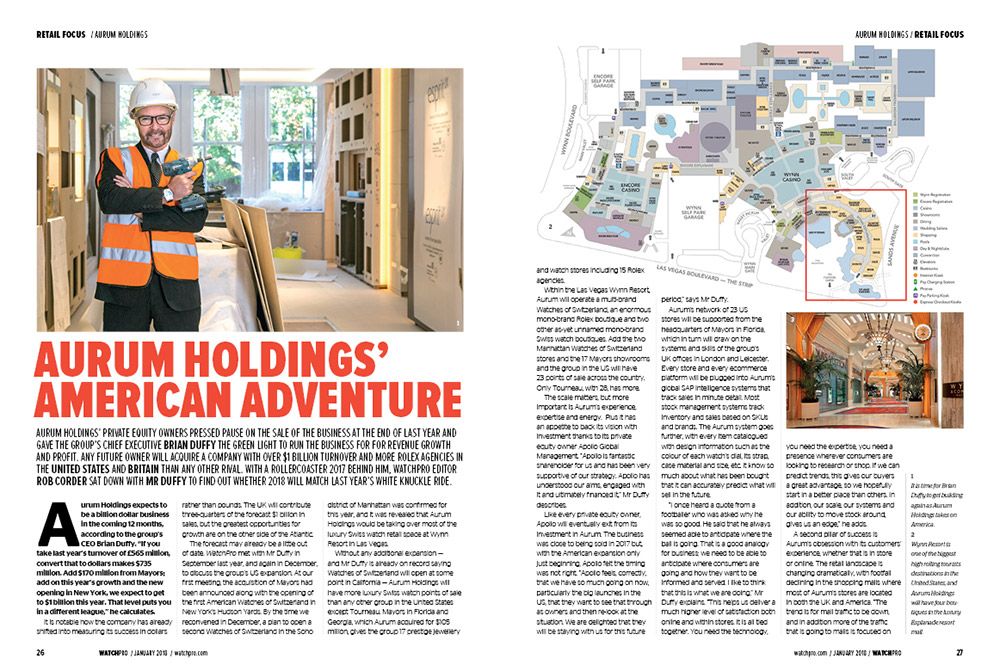 RETAIL FOCUS / AURUM HOLDINGS
AURUM HOLDINGS’
AMERICAN ADVENTURE
AURUM HOLDINGS’ PRIVATE EQUITY OWNERS PRESSED PAUSE ON THE SALE OF THE BUSINESS AT THE END OF LAST YEAR AND
GAVE THE GROUP’S CHIEF EXECUTIVE BRIAN DUFFY THE GREEN LIGHT TO RUN THE BUSINESS FOR FOR REVENUE GROWTH
AND PROFIT. ANY FUTURE OWNER WILL ACQUIRE A COMPANY WITH OVER $1 BILLION TURNOVER AND MORE ROLEX AGENCIES IN
THE UNITED STATES AND BRITAIN THAN ANY OTHER RIVAL. WITH A ROLLERCOASTER 2017 BEHIND HIM, WATCHPRO EDITOR
ROB CORDER SAT DOWN WITH MR DUFFY TO FIND OUT WHETHER 2018 WILL MATCH LAST YEAR’S WHITE KNUCKLE RIDE.
Aurum Holdings expects to
be a billion dollar business
in the coming 12 months,
according to the group’s
CEO Brian Duffy. “If you
take last year’s turnover of £565 million,
convert that to dollars makes $735
million. Add $170 million from Mayors;
add on this year’s growth and the new
opening in New York, we expect to get
to $1 billion this year. That level puts you
in a different league,” he calculates.
It is notable how the company has already
shifted into measuring its success in dollars
rather than pounds. The UK will contribute
three-quarters of the forecast $1 billion in
sales, but the greatest opportunities for
growth are on the other side of the Atlantic.
The forecast may already be a little out
of date. WatchPro met with Mr Duffy in
September last year, and again in December,
to discuss the group’s US expansion. At our
first meeting, the acquisition of Mayors had
been announced along with the opening of
the first American Watches of Switzerland in
New York’s Hudson Yards. By the time we
reconvened in December, a plan to open a
second Watches of Switzerland in the Soho
district of Manhattan was confirmed for
this year, and it was revealed that Aurum
Holdings would be taking over most of the
luxury Swiss watch retail space at Wynn
Resort in Las Vegas.
Without any additional expansion —
and Mr Duffy is already on record saying
Watches of Switzerland will open at some
point in California — Aurum Holdings will
have more luxury Swiss watch points of sale
than any other group in the United States
except Tourneau. Mayors in Florida and
Georgia, which Aurum acquired for $105
million, gives the group 17 prestige jewellery
26 WATCHPRO / JANUARY 2018 / watchpro.com
AURUM HOLDINGS / RETAIL FOCUS
WYNN BOULEVARD
ENCORE
SELF PARK
GARAGE
ENCORE
CASINO
WYNN
SELF PARK
GARAGE
WYNN
CASINO
LAS VEGAS BOULEVARD — THE STRIP
SANDS AVENUE
and watch stores including 15 Rolex
agencies.
Within the Las Vegas Wynn Resort,
Aurum will operate a multi-brand
Watches of Switzerland, an enormous
mono-brand Rolex boutique and two
other as-yet unnamed mono-brand
Swiss watch boutiques. Add the two
Manhattan Watches of Switzerland
stores and the 17 Mayors showrooms
and the group in the US will have
23 points of sale across the country.
Only Tourneau, with 28, has more.
The scale matters, but more
important is Aurum’s experience,
expertise and energy. Plus it has
an appetite to back its vision with
investment thanks to its private
equity owner Apollo Global
Management. “Apollo is fantastic
shareholder for us and has been very
supportive of our strategy. Apollo has
understood our aims, engaged with
it and ultimately financed it,” Mr Duffy
describes.
Like every private equity owner,
Apollo will eventually exit from its
investment in Aurum. The business
was close to being sold in 2017 but,
with the American expansion only
just beginning, Apollo felt the timing
was not right. “Apollo feels, correctly,
that we have so much going on now,
particularly the big launches in the
US, that they want to see that through
as owners and then re-look at the
situation. We are delighted that they
will be staying with us for this future
period,” says Mr Duffy.
Aurum’s network of 23 US
stores will be supported from the
headquarters of Mayors in Florida,
which in turn will draw on the
systems and skills of the group’s
UK offices in London and Leicester.
Every store and every ecommerce
platform will be plugged into Aurum’s
global SAP intelligence systems that
track sales in minute detail. Most
stock management systems track
inventory and sales based on SKUs
and brands. The Aurum system goes
further, with every item catalogued
with design information such as the
colour of each watch’s dial, its strap,
case material and size, etc. It know so
much about what has been bought
that it can accurately predict what will
sell in the future.
“I once heard a quote from a
footballer who was asked why he
was so good. He said that he always
seemed able to anticipate where the
ball is going. That is a good analogy
for business: we need to be able to
anticipate where consumers are
going and how they want to be
informed and served. I like to think
that this is what we are doing,” Mr
Duffy explains. “This helps us deliver a
much higher level of satisfaction both
online and within stores. It is all tied
together. You need the technology,
you need the expertise, you need a
presence wherever consumers are
looking to research or shop. If we can
predict trends, this gives our buyers
a great advantage, so we hopefully
start in a better place than others. In
addition, our scale, our systems and
our ability to move stock around,
gives us an edge,” he adds.
A second pillar of success is
Aurum’s obsession with its customers’
experience, whether that is in store
or online. The retail landscape is
changing dramatically, with footfall
declining in the shopping malls where
most of Aurum’s stores are located
in both the UK and America. “The
trend is for mall traffic to be down,
and in addition more of the traffic
that is going to malls is focused on
1
It is time for Brian
Duffy to get building
again as Aurum
Holdings takes on
America.
2
Wynn Resort is
one of the biggest
high rolling tourists
destinations in the
United States, and
Aurum Holdings
will have four bou-
tiques in the luxury
Esplanade resort
mall.
watchpro.com / JANUARY 2018 / WATCHPRO 27